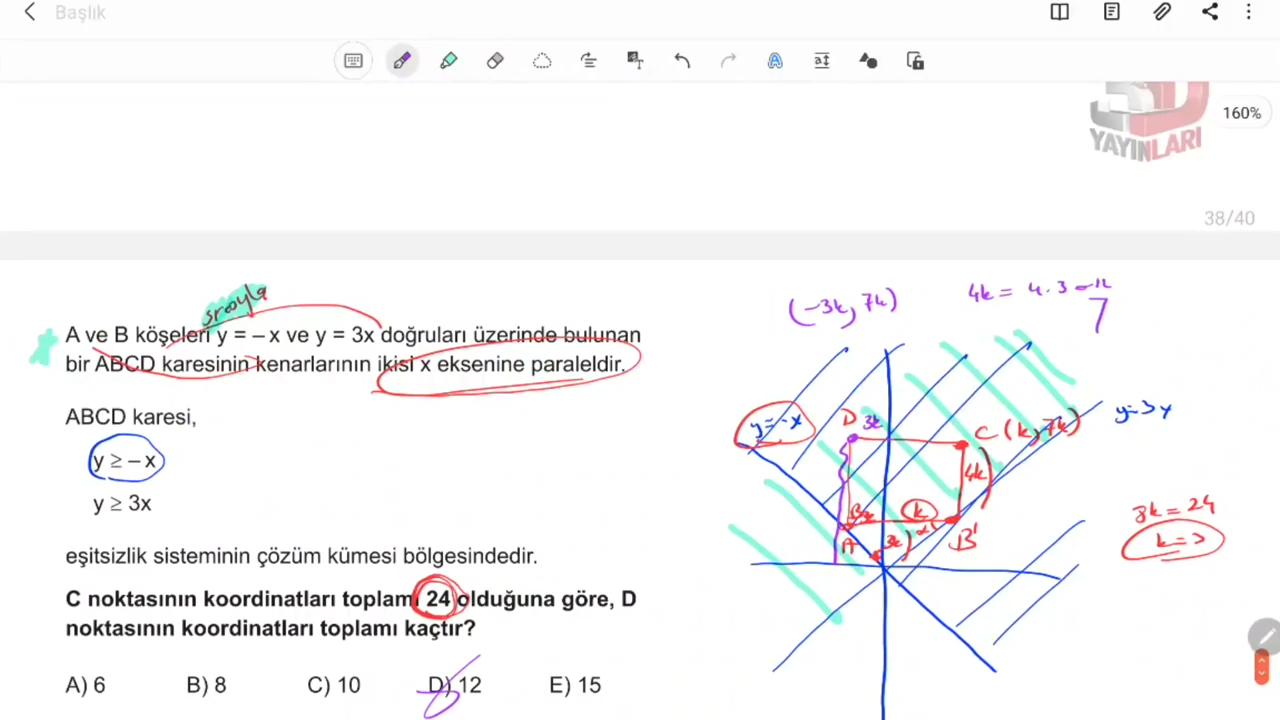 Başlık
YAYINLARI
160%
38/40
sırayla
A ve B köşeleri y = – x ve y = 3x doğruları üzerinde bulunan
bir ABCD karesinin kenarlarının ikisi x eksenine paraleldir.
ABCD karesi,
y ≥ – x
y ≥ 3x
eşitsizlik sisteminin çözüm kümesi bölgesindedir.
C noktasının koordinatları toplamı 24 olduğuna göre, D
noktasının koordinatları toplamı kaçtır?
A) 6 B) 8 C) 10 D) 12 E) 15
(-3k, 7k)
4k = 4.3 = 12
y=-x
D 3k
C (k, 7k)
y=3x
4k
k
A
3k
B
8k = 24
k = 3